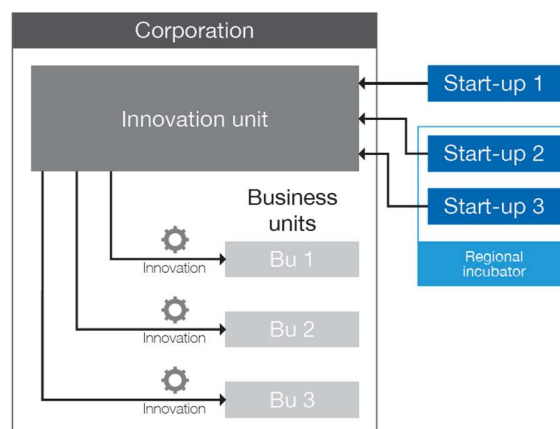 Corporation
Innovation unit
Start-up 1
Start-up 2
Start-up 3
Regional
incubator
Business
units
Innovation
Bu 1
Innovation
Bu 2
Innovation
Bu 3